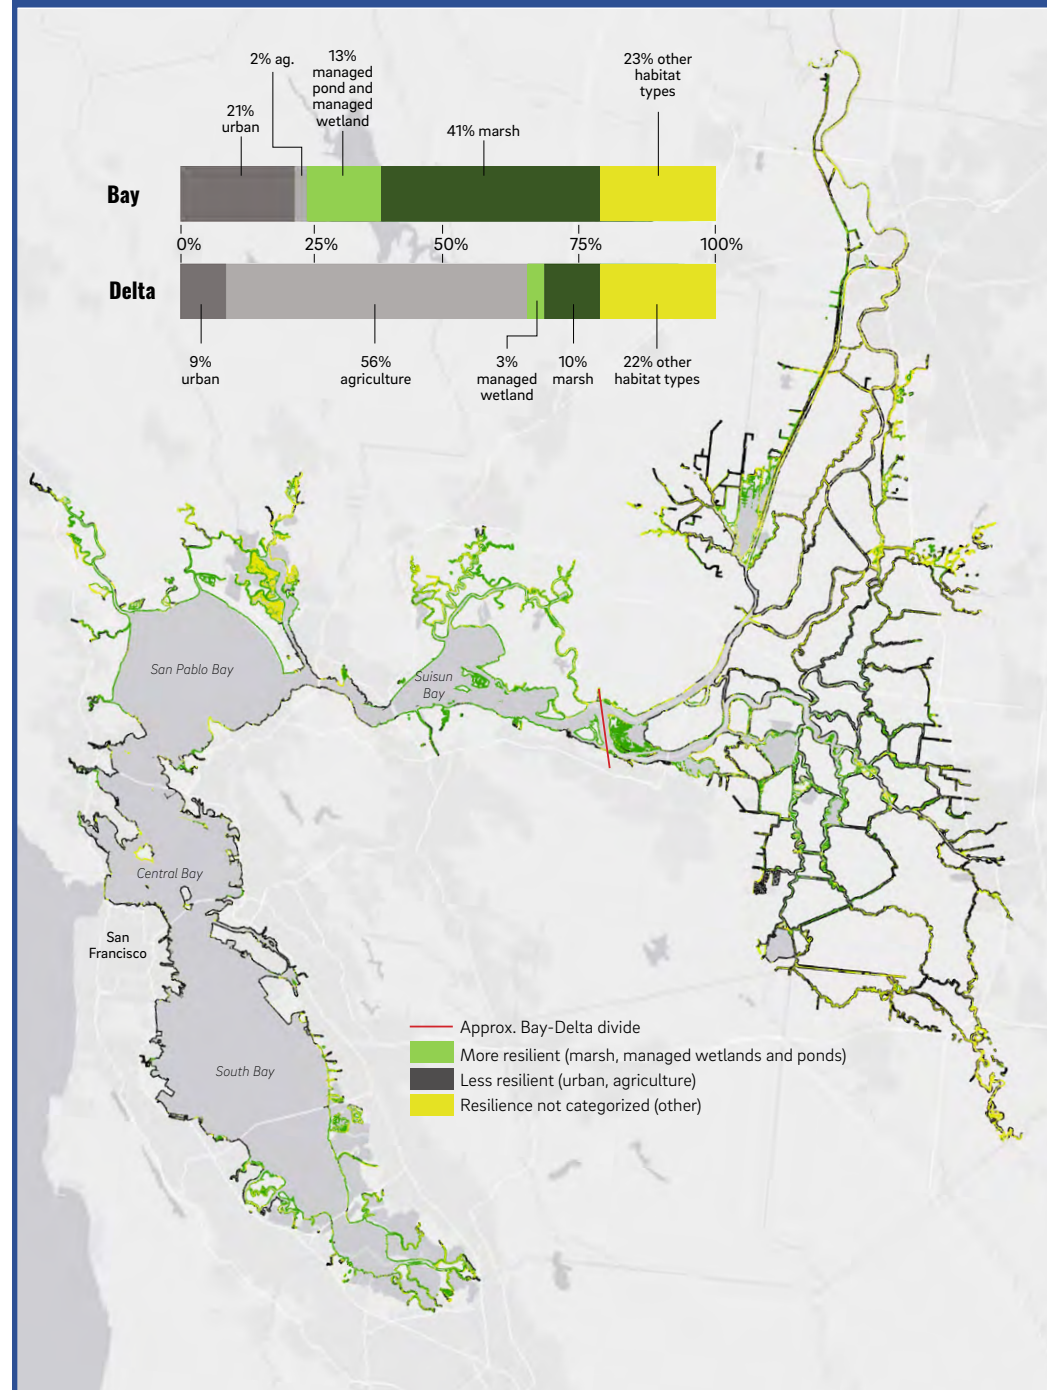 2% ag.
13%
managed
pond and
managed
wetland
23% other
habitat
types
21%
urban
41% marsh
Bay
0%
25%
50%
75%
100%
Delta
9%
urban
56%
agriculture
3%
managed
wetland
10%
marsh
22% other
habitat types
San Pablo Bay
Suisun
Bay
Central Bay
San
Francisco
South Bay
Approx. Bay-Delta divide
More resilient (marsh, managed wetlands and ponds)
Less resilient (urban, agriculture)
Resilience not categorized (other)